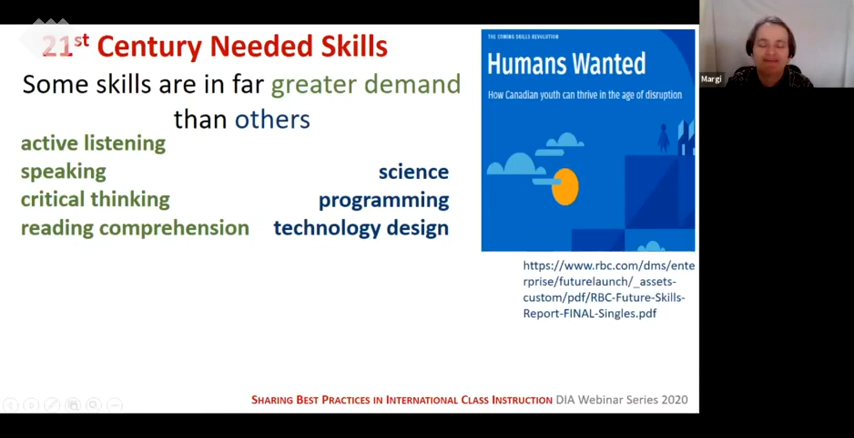 21st Century Needed Skills
Some skills are in far greater demand
than others
active listening
speaking
critical thinking
reading comprehension
science
programming
technology design
THE COMING SKILLS REVOLUTION
Humans Wanted
How Canadian youth can thrive in the age of disruption
https://www.rbc.com/dms/ente
rprise/futurelaunch/_assets-
custom/pdf/RBC-Future-Skills-
Report-FINAL-Singles.pdf
SHARING BEST PRACTICES IN INTERNATIONAL CLASS INSTRUCTION DIA Webinar Series 2020
Margi